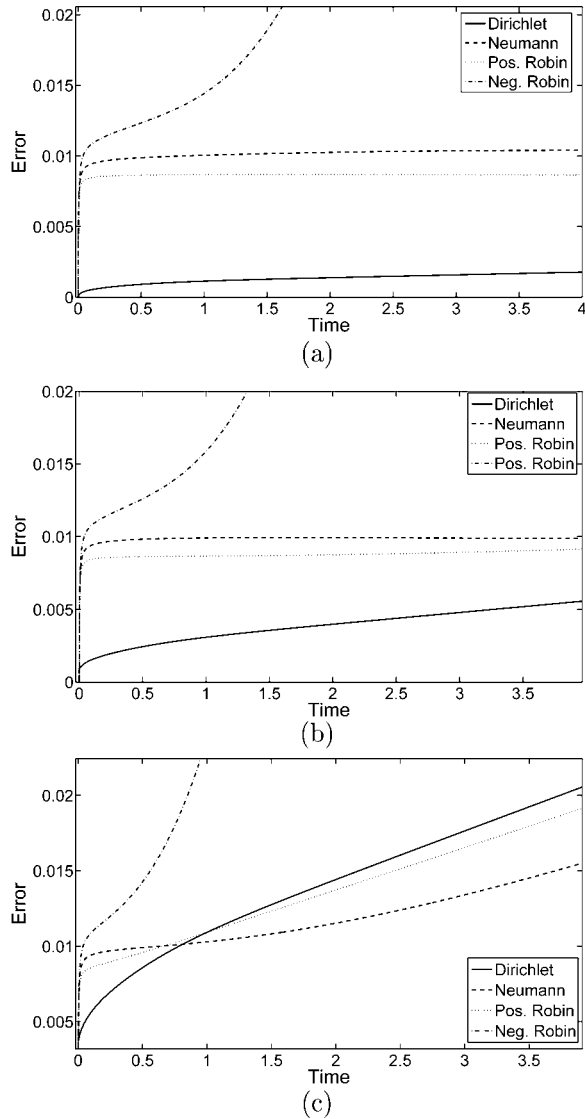 0.02
0.015
0.01
0.005
0
Error
Dirichlet
Neumann
Pos. Robin
Neg. Robin
0 0.5 1 1.5 2 2.5 3 3.5 4
Time
(a)
0.02
0.015
0.01
0.005
0
Error
Dirichlet
Neumann
Pos. Robin
Pos. Robin
0 0.5 1 1.5 2 2.5 3 3.5
Time
(b)
0.02
0.015
0.01
0.005
Error
Dirichlet
Neumann
Pos. Robin
Neg. Robin
0 0.5 1 1.5 2 2.5 3 3.5
Time
(c)